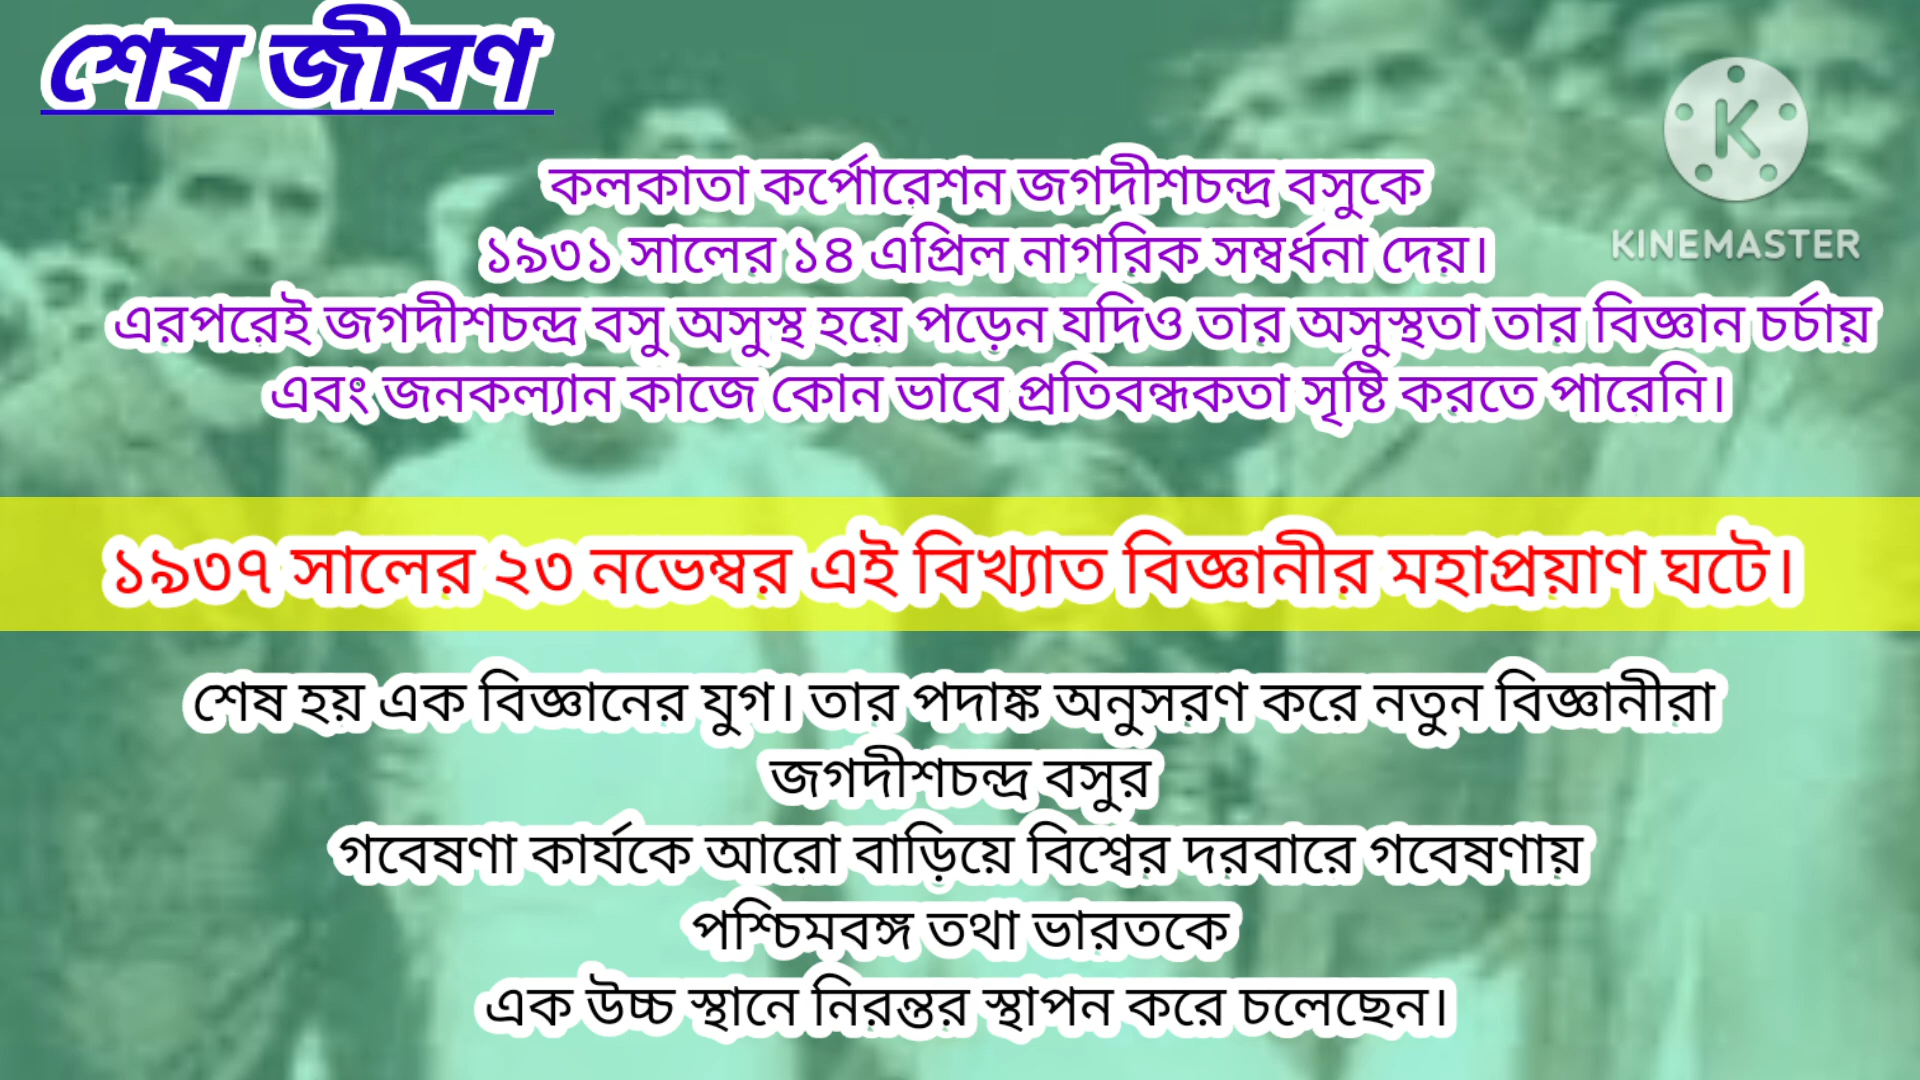 শেষ জীবণ
KINEMASTER
কলকাতা কর্পোরেশন জগদীশচন্দ্র বসুকে
১৯৩১ সালের ১৪ এপ্রিল নাগরিক সম্বর্ধনা দেয়।
এরপরেই জগদীশচন্দ্র বসু অসুস্থ হয়ে পড়েন যদিও তার অসুস্থতা তার বিজ্ঞান চর্চায়
এবং জনকল্যান কাজে কোন ভাবে প্রতিবন্ধকতা সৃষ্টি করতে পারেনি।
১৯৩৭ সালের ২৩ নভেম্বর এই বিখ্যাত বিজ্ঞানীর মহাপ্রয়াণ ঘটে।
শেষ হয় এক বিজ্ঞানের যুগ। তার পদাঙ্ক অনুসরণ করে নতুন বিজ্ঞানীরা
জগদীশচন্দ্র বসুর
গবেষণা কার্যকে আরো বাড়িয়ে বিশ্বের দরবারে গবেষণায়
পশ্চিমবঙ্গ তথা ভারতকে
এক উচ্চ স্থানে নিরন্তর স্থাপন করে চলেছেন।